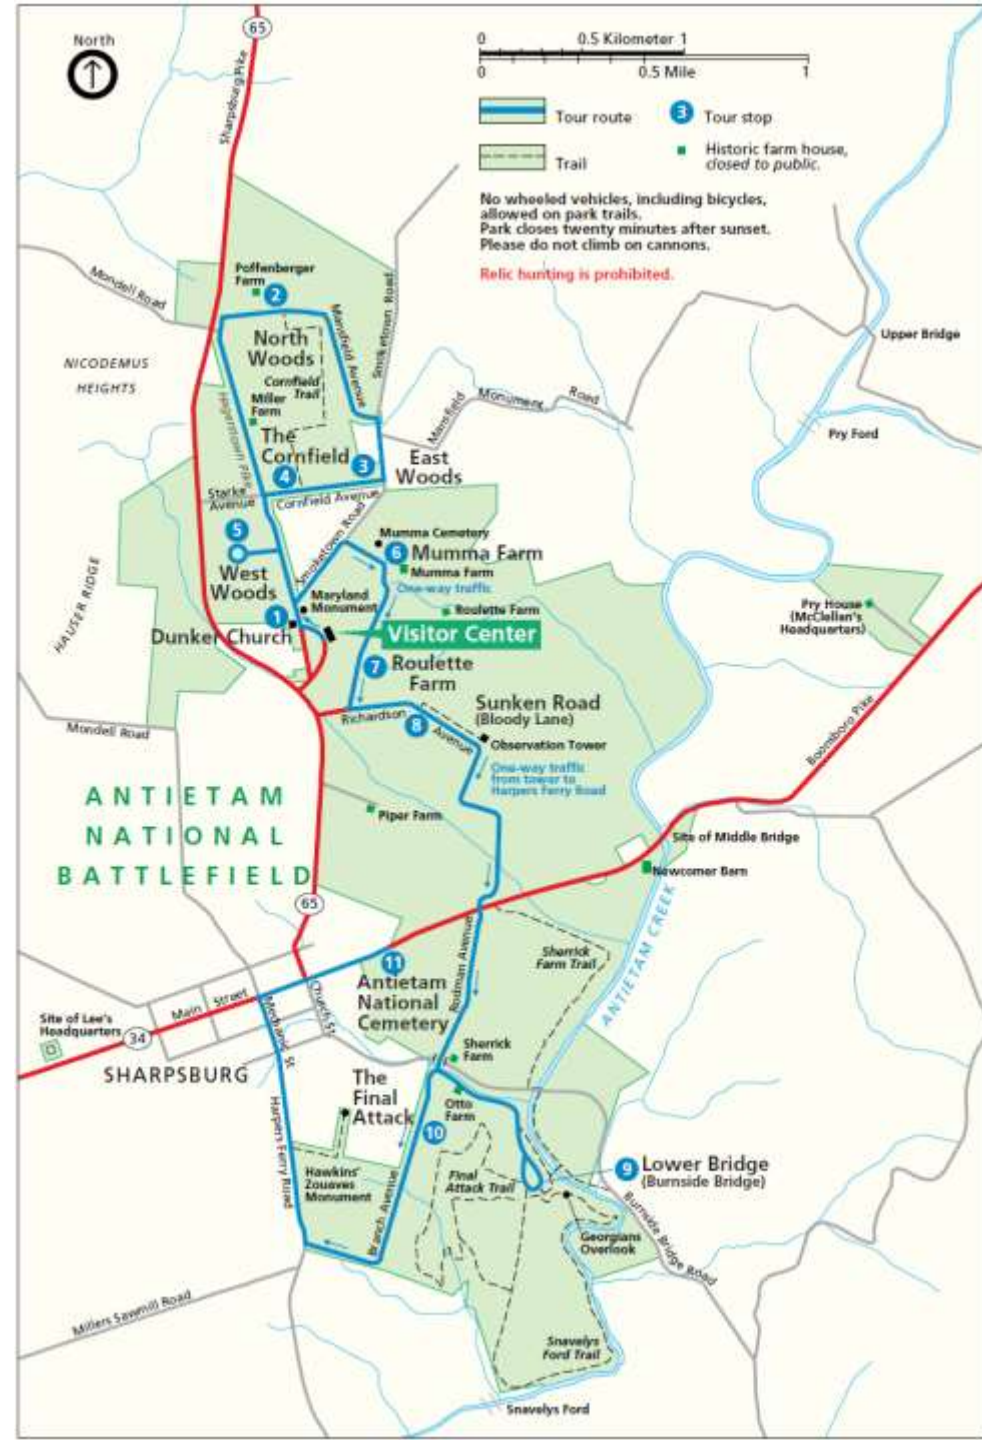 North
65
Sharpsburg Pike
0 0.5 Kilometer 1
0 0.5 Mile 1
Tour route
3 Tour stop
Trail
Historic farm house,
closed to public.
No wheeled vehicles, including bicycles,
allowed on park trails.
Park closes twenty minutes after sunset.
Please do not climb on cannons.
Relic hunting is prohibited.
Mondell Road
Poffenberger
Farm
2
North
Woods
Mansfield Avenue
Smoketown Road
NICODEMUS
HEIGHTS
Cornfield
Trail
Miller
Farm
Hagerstown Pike
The
Cornfield
4
3
Mansfield
Monument
Road
Upper Bridge
Pry Ford
East
Woods
Starke
Avenue
Cornfield Avenue
5
West
Woods
Smoketown Road
Mumma Cemetery
6 Mumma Farm
Mumma Farm
One-way traffic
HAUSER RIDGE
Maryland
Monument
Roulette Farm
1
Dunker Church
Visitor Center
Pry House
(McClellan's
Headquarters)
7 Roulette
Farm
Mondell Road
Richardson
Avenue
8
Sunken Road
(Bloody Lane)
Observation Tower
One-way traffic
from tower to
Harpers Ferry Road
Boonsboro Pike
ANTIETAM
NATIONAL
BATTLEFIELD
Piper Farm
Site of Middle Bridge
Newcomer Barn
65
Rodman Avenue
Sherrick
Farm Trail
ANTIETAM CREEK
11
Antietam
National
Cemetery
Main Street
Church St
Mechanic St
Site of Lee's
Headquarters
34
SHARPSBURG
Sherrick
Farm
The
Final
Attack
Otto
Farm
10
Harpers Ferry Road
Hawkins'
Zouaves
Monument
Branch Avenue
Final
Attack Trail
9 Lower Bridge
(Burnside Bridge)
Georgians
Overlook
Burnside Bridge Road
Millers Sawmill Road
Snavelys
Ford Trail
Snavelys Ford